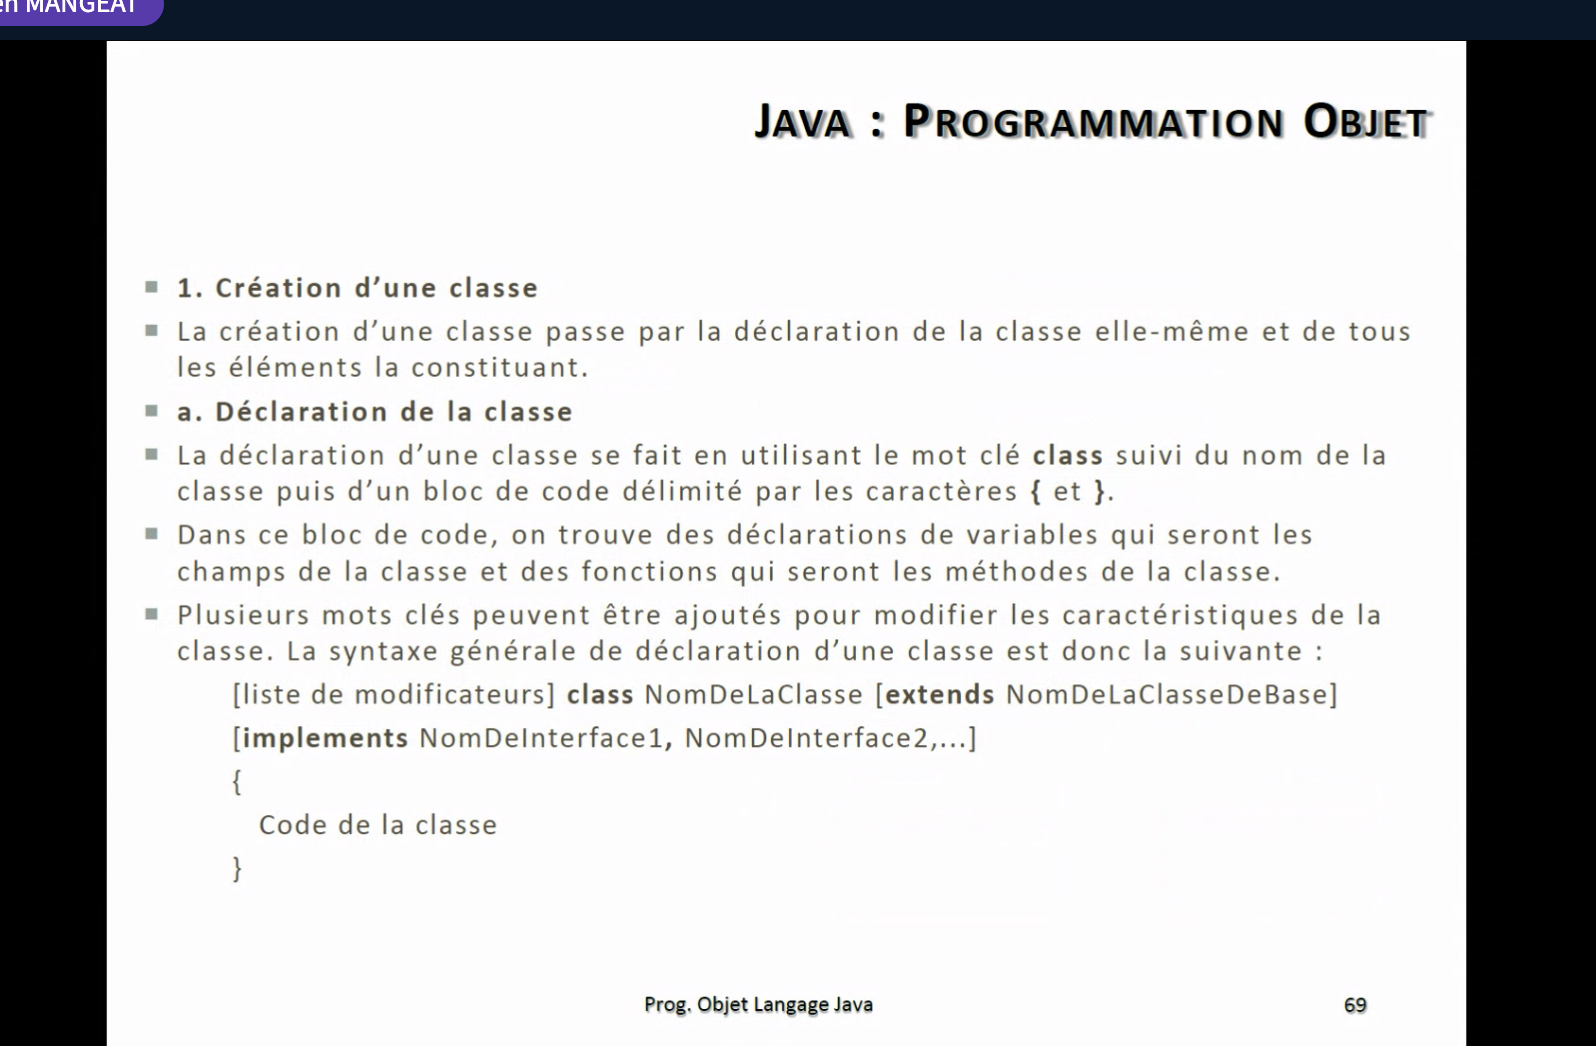 MANGEAT
JAVA : PROGRAMMATION OBJET
1. Création d’une classe
La création d’une classe passe par la déclaration de la classe elle-même et de tous
les éléments la constituant.
a. Déclaration de la classe
La déclaration d’une classe se fait en utilisant le mot clé class suivi du nom de la
classe puis d’un bloc de code délimité par les caractères { et }.
Dans ce bloc de code, on trouve des déclarations de variables qui seront les
champs de la classe et des fonctions qui seront les méthodes de la classe.
Plusieurs mots clés peuvent être ajoutés pour modifier les caractéristiques de la
classe. La syntaxe générale de déclaration d’une classe est donc la suivante :
[liste de modificateurs] class NomDeLaClasse [extends NomDeLaClasseDeBase]
[implements NomDeInterface1, NomDeInterface2,...]
{
Code de la classe
}
Prog. Objet Langage Java
69